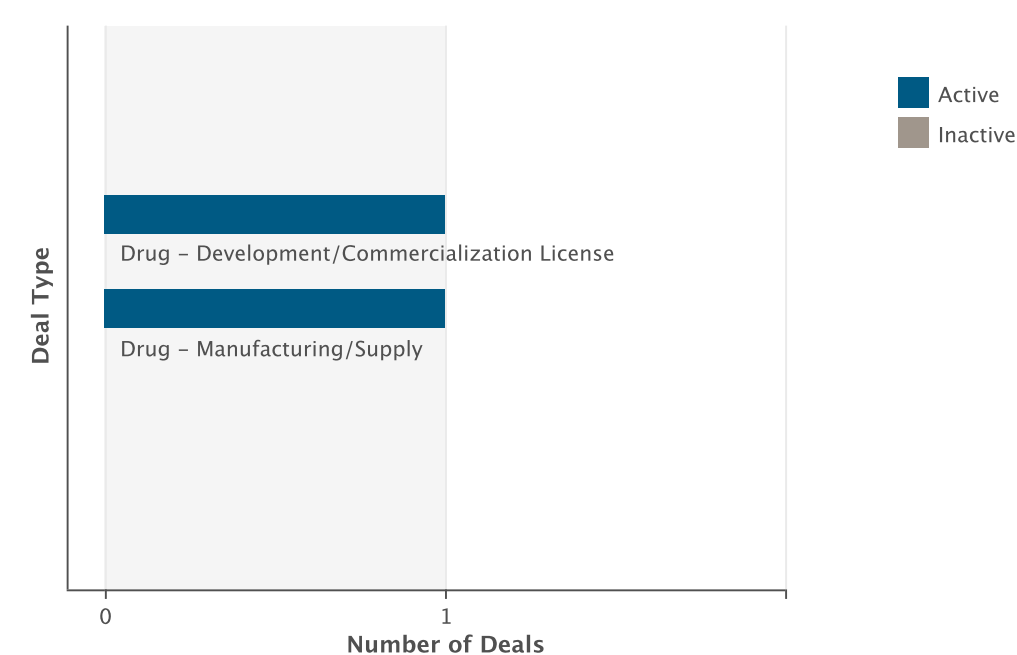 Active
Inactive
Drug – Development/Commercialization License
Drug – Manufacturing/Supply
Deal Type
0
1
Number of Deals